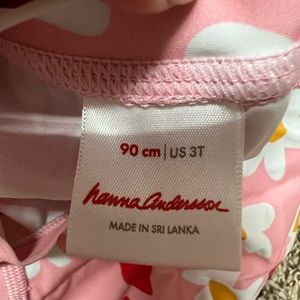 90 cm | US 3T
hanna Andersson
MADE IN SRI LANKA